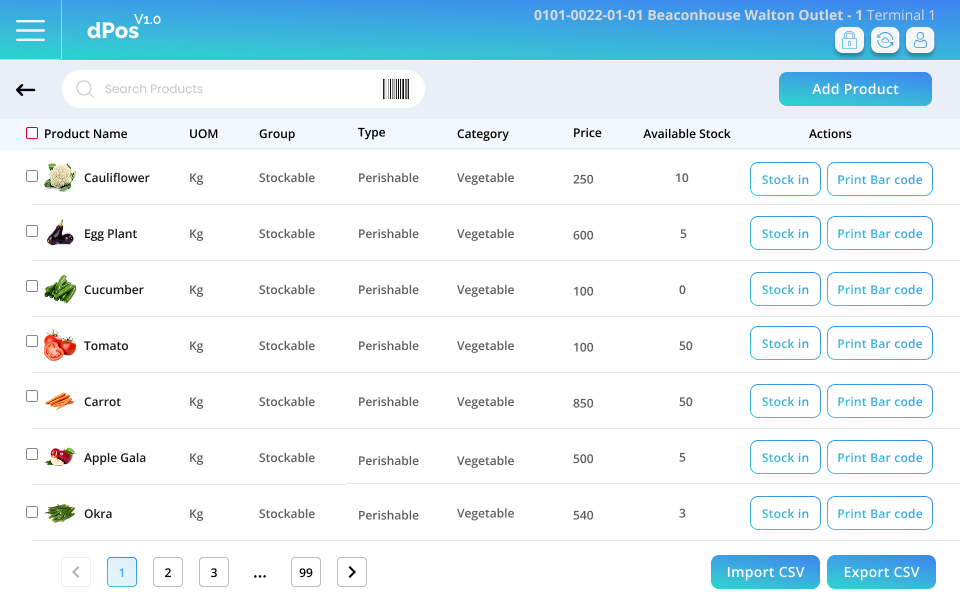 dPos V1.0
0101-0022-01-01 Beaconhouse Walton Outlet - 1 Terminal 1
Search Products
Add Product
Product Name UOM Group Type Category Price Available Stock Actions
Cauliflower Kg Stockable Perishable Vegetable 250 10 Stock in Print Bar code
Egg Plant Kg Stockable Perishable Vegetable 600 5 Stock in Print Bar code
Cucumber Kg Stockable Perishable Vegetable 100 0 Stock in Print Bar code
Tomato Kg Stockable Perishable Vegetable 100 50 Stock in Print Bar code
Carrot Kg Stockable Perishable Vegetable 850 50 Stock in Print Bar code
Apple Gala Kg Stockable Perishable Vegetable 500 5 Stock in Print Bar code
Okra Kg Stockable Perishable Vegetable 540 3 Stock in Print Bar code
1 2 3 ... 99
Import CSV Export CSV